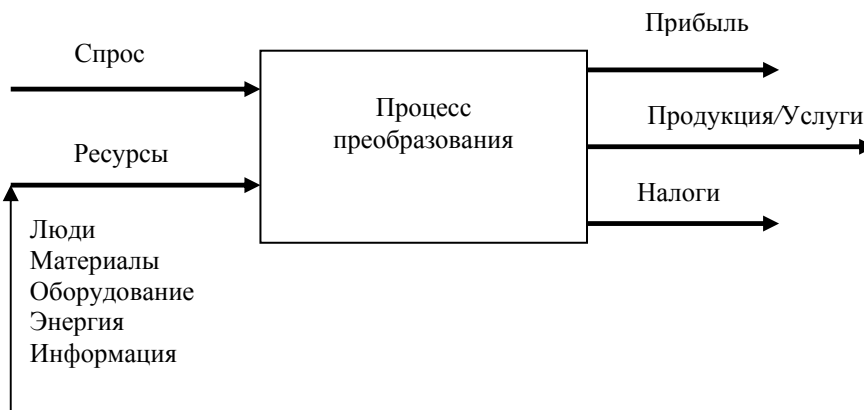 Спрос
Ресурсы
Люди
Материалы
Оборудование
Энергия
Информация
Процесс
преобразования
Прибыль
Продукция/Услуги
Налоги